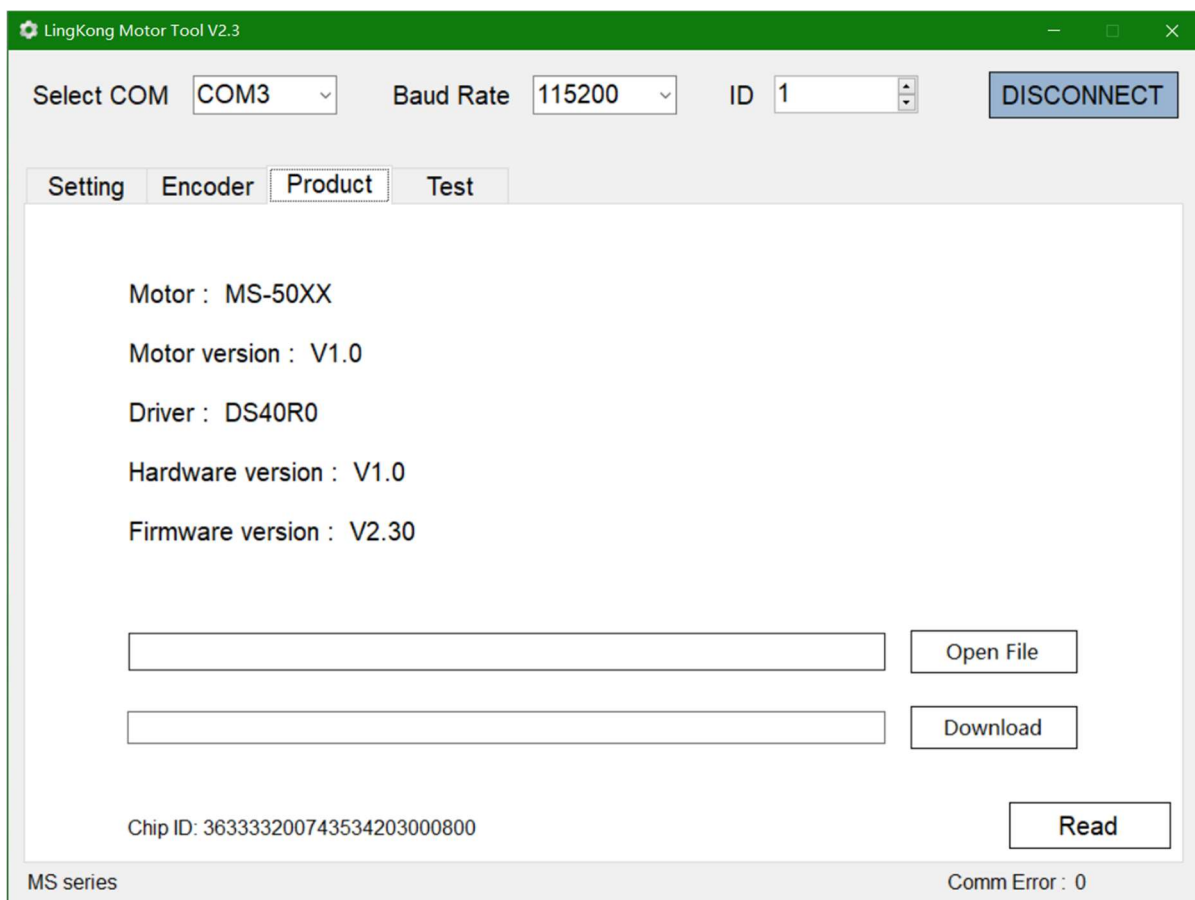 LingKong Motor Tool V2.3
Select COM COM3 Baud Rate 115200 ID 1 DISCONNECT
Setting Encoder Product Test
Motor : MS-50XX
Motor version : V1.0
Driver : DS40R0
Hardware version : V1.0
Firmware version : V2.30
Open File
Download
Chip ID: 363333200743534203000800
Read
MS series Comm Error : 0